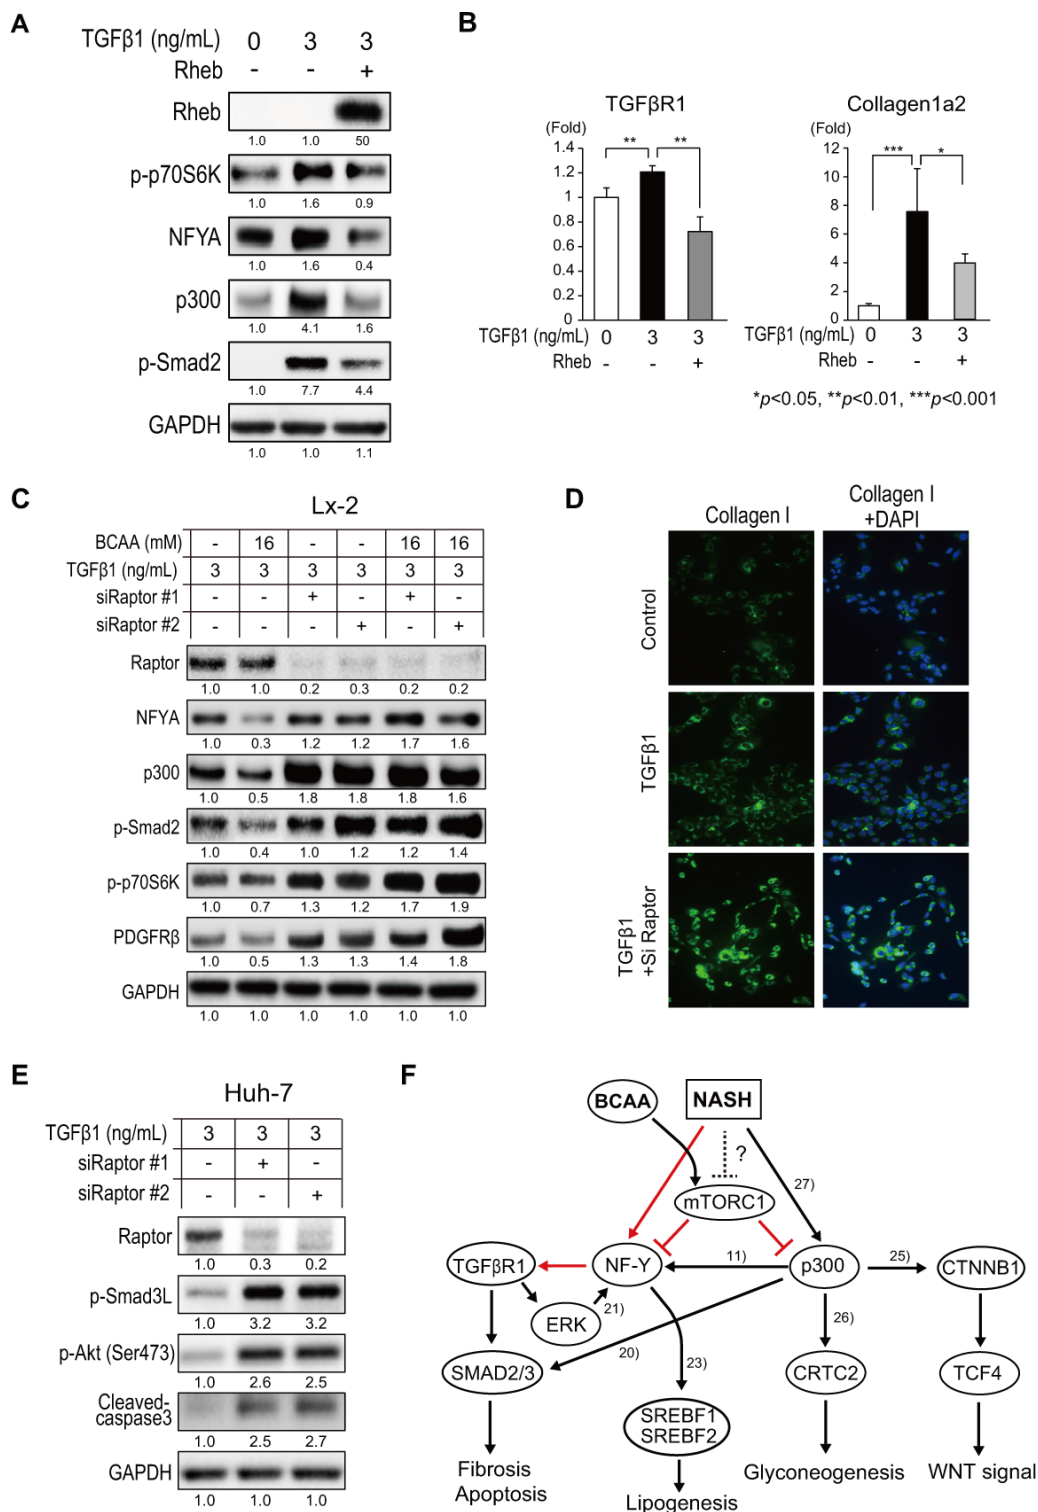 A
TGFβ1 (ng/mL) 0 3 3
Rheb - - +
Rheb
1.0 1.0 50
p-p70S6K
1.0 1.6 0.9
NFYA
1.0 1.6 0.4
p300
1.0 4.1 1.6
p-Smad2
1.0 7.7 4.4
GAPDH
1.0 1.0 1.1
B
TGFβR1
(Fold)
1.4
1.2
1
0.8
0.6
0.4
0.2
0
** **
TGFβ1 (ng/mL) 0 3 3
Rheb - - +
Collagen1a2
(Fold)
12
10
8
6
4
2
0
*** *
TGFβ1 (ng/mL) 0 3 3
Rheb - - +
*p<0.05, **p<0.01, ***p<0.001
C
Lx-2
BCAA (mM) - 16 - - 16 16
TGFβ1 (ng/mL) 3 3 3 3 3 3
siRaptor #1 - - + - + -
siRaptor #2 - - - + - +
Raptor
1.0 1.0 0.2 0.3 0.2 0.2
NFYA
1.0 0.3 1.2 1.2 1.7 1.6
p300
1.0 0.5 1.8 1.8 1.8 1.6
p-Smad2
1.0 0.4 1.0 1.2 1.2 1.4
p-p70S6K
1.0 0.7 1.3 1.2 1.7 1.9
PDGFRβ
1.0 0.5 1.3 1.3 1.4 1.8
GAPDH
1.0 1.0 1.0 1.0 1.0 1.0
D
Collagen I
Collagen I
+DAPI
Control
TGFβ1
TGFβ1
+Si Raptor
E
Huh-7
TGFβ1 (ng/mL) 3 3 3
siRaptor #1 - + -
siRaptor #2 - - +
Raptor
1.0 0.3 0.2
p-Smad3L
1.0 3.2 3.2
p-Akt (Ser473)
1.0 2.6 2.5
Cleaved-
caspase3
1.0 2.5 2.7
GAPDH
1.0 1.0 1.0
F
BCAA
NASH
?
27)
mTORC1
TGFβR1
NF-Y
11)
p300
25)
CTNNB1
ERK
21)
26)
20)
23)
SMAD2/3
CRTC2
TCF4
SREBF1
SREBF2
Fibrosis
Apoptosis
Lipogenesis
Glyconeogenesis
WNT signal